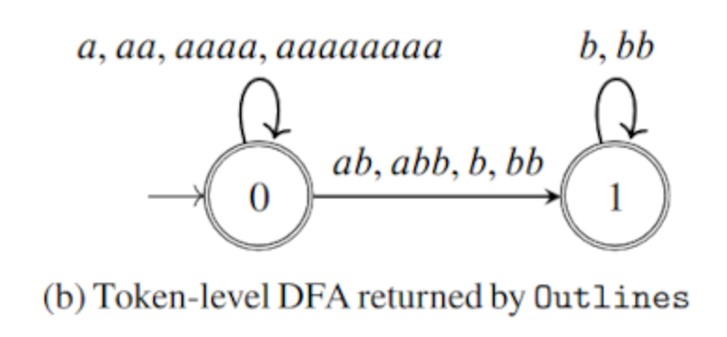 a, aa, aaaa, aaaaaaaa b, bb
ab, abb, b, bb
0 1
(b) Token-level DFA returned by Outlines